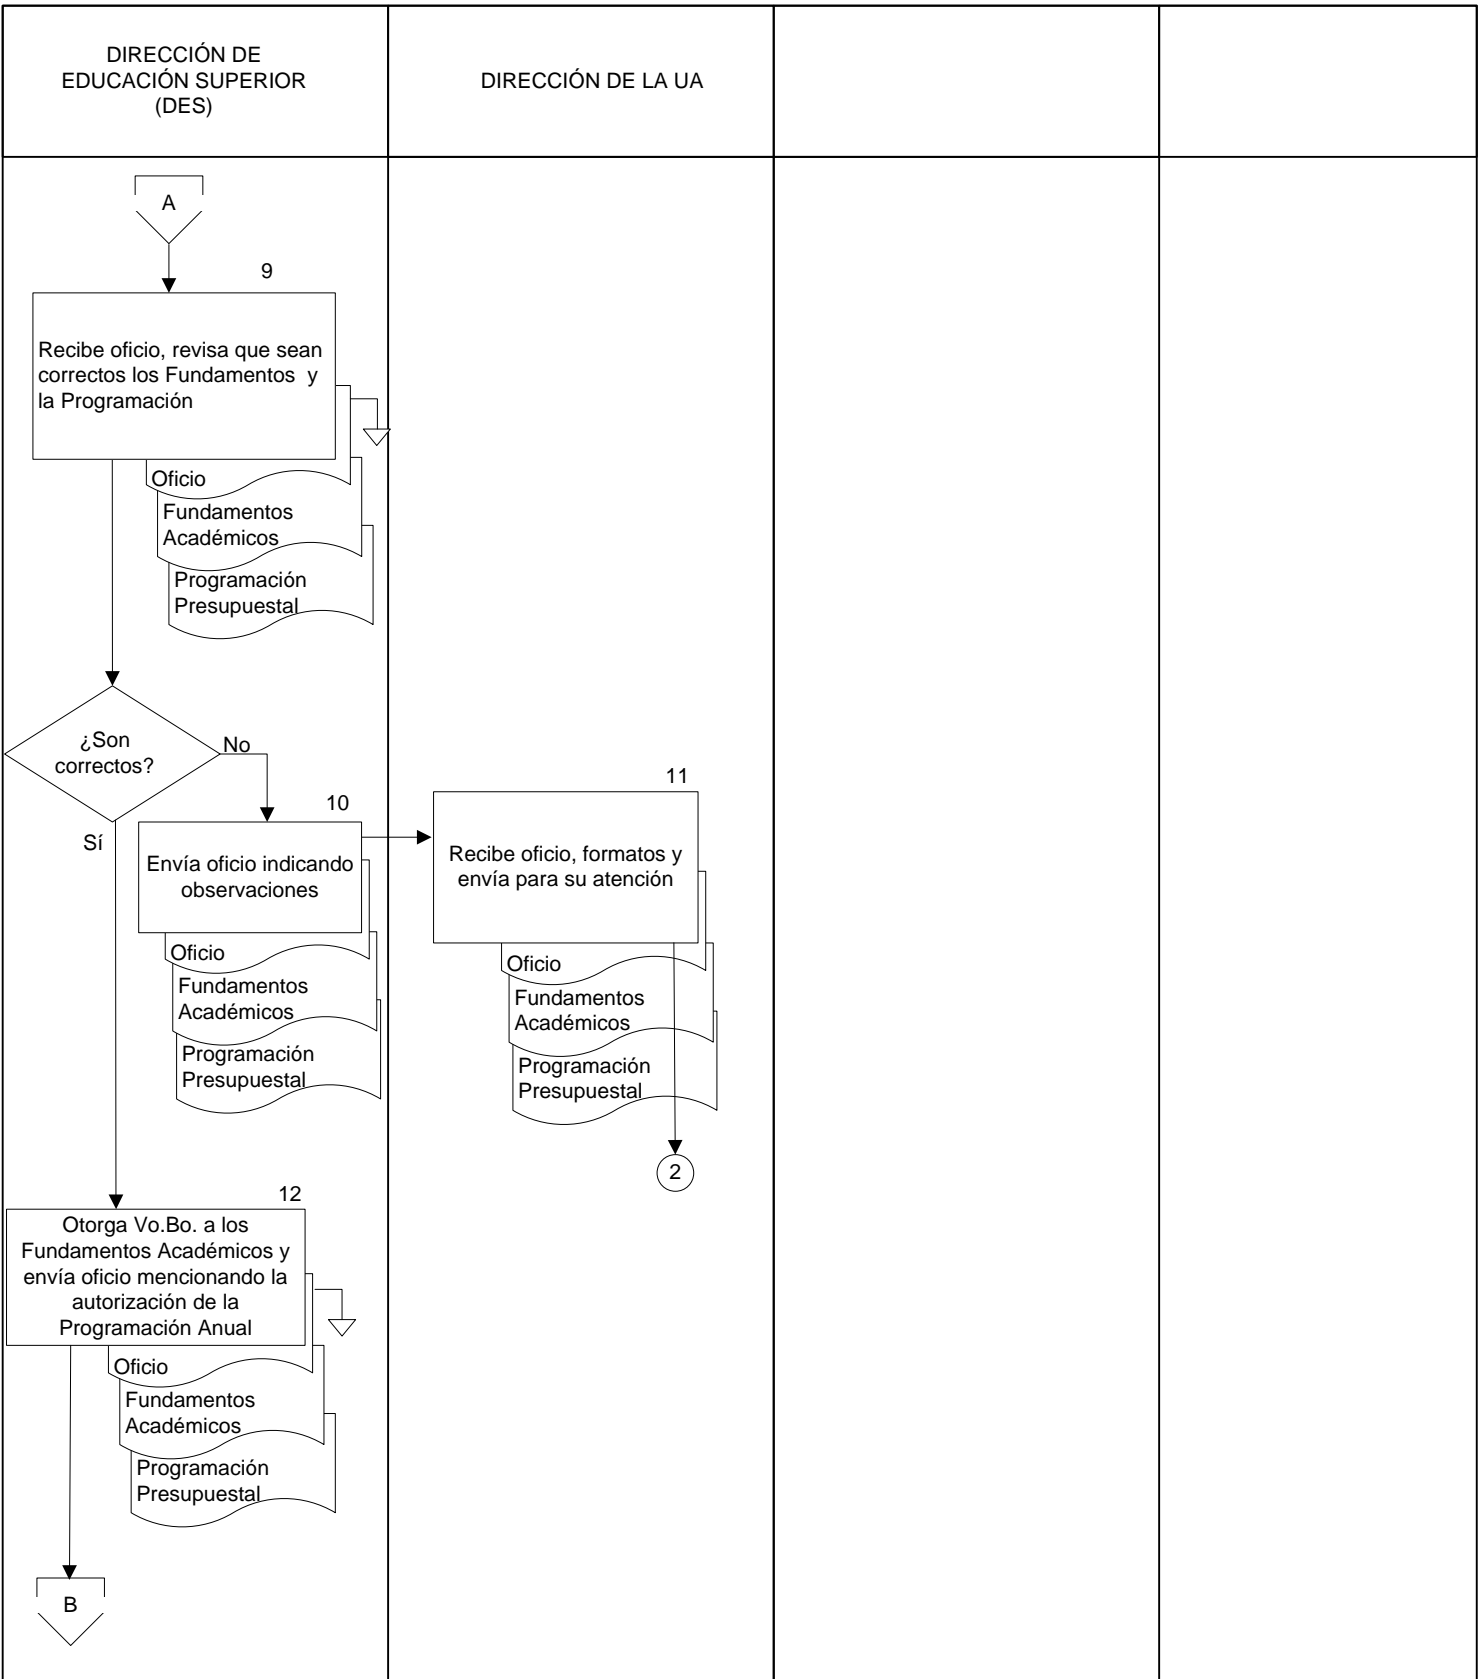 DIRECCIÓN DE
EDUCACIÓN SUPERIOR
(DES)
DIRECCIÓN DE LA UA
A
9
Recibe oficio, revisa que sean
correctos los Fundamentos y
la Programación
Oficio
Fundamentos
Académicos
Programación
Presupuestal
¿Son
correctos?
No
Sí
10
Envía oficio indicando
observaciones
Oficio
Fundamentos
Académicos
Programación
Presupuestal
11
Recibe oficio, formatos y
envía para su atención
Oficio
Fundamentos
Académicos
Programación
Presupuestal
2
12
Otorga Vo.Bo. a los
Fundamentos Académicos y
envía oficio mencionando la
autorización de la
Programación Anual
Oficio
Fundamentos
Académicos
Programación
Presupuestal
B